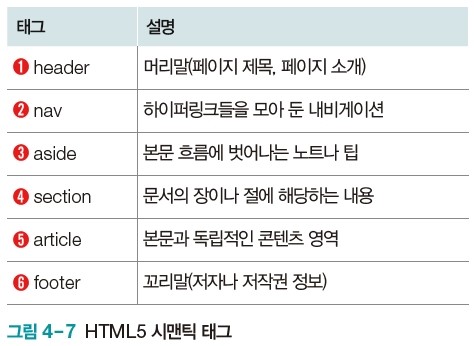 태그 설명
❶ header 머리말(페이지 제목, 페이지 소개)
❷ nav 하이퍼링크들을 모아 둔 내비게이션
❸ aside 본문 흐름에 벗어나는 노트나 팁
❹ section 문서의 장이나 절에 해당하는 내용
❺ article 본문과 독립적인 콘텐츠 영역
❻ footer 꼬리말(저자나 저작권 정보)
그림 4-7 HTML5 시맨틱 태그